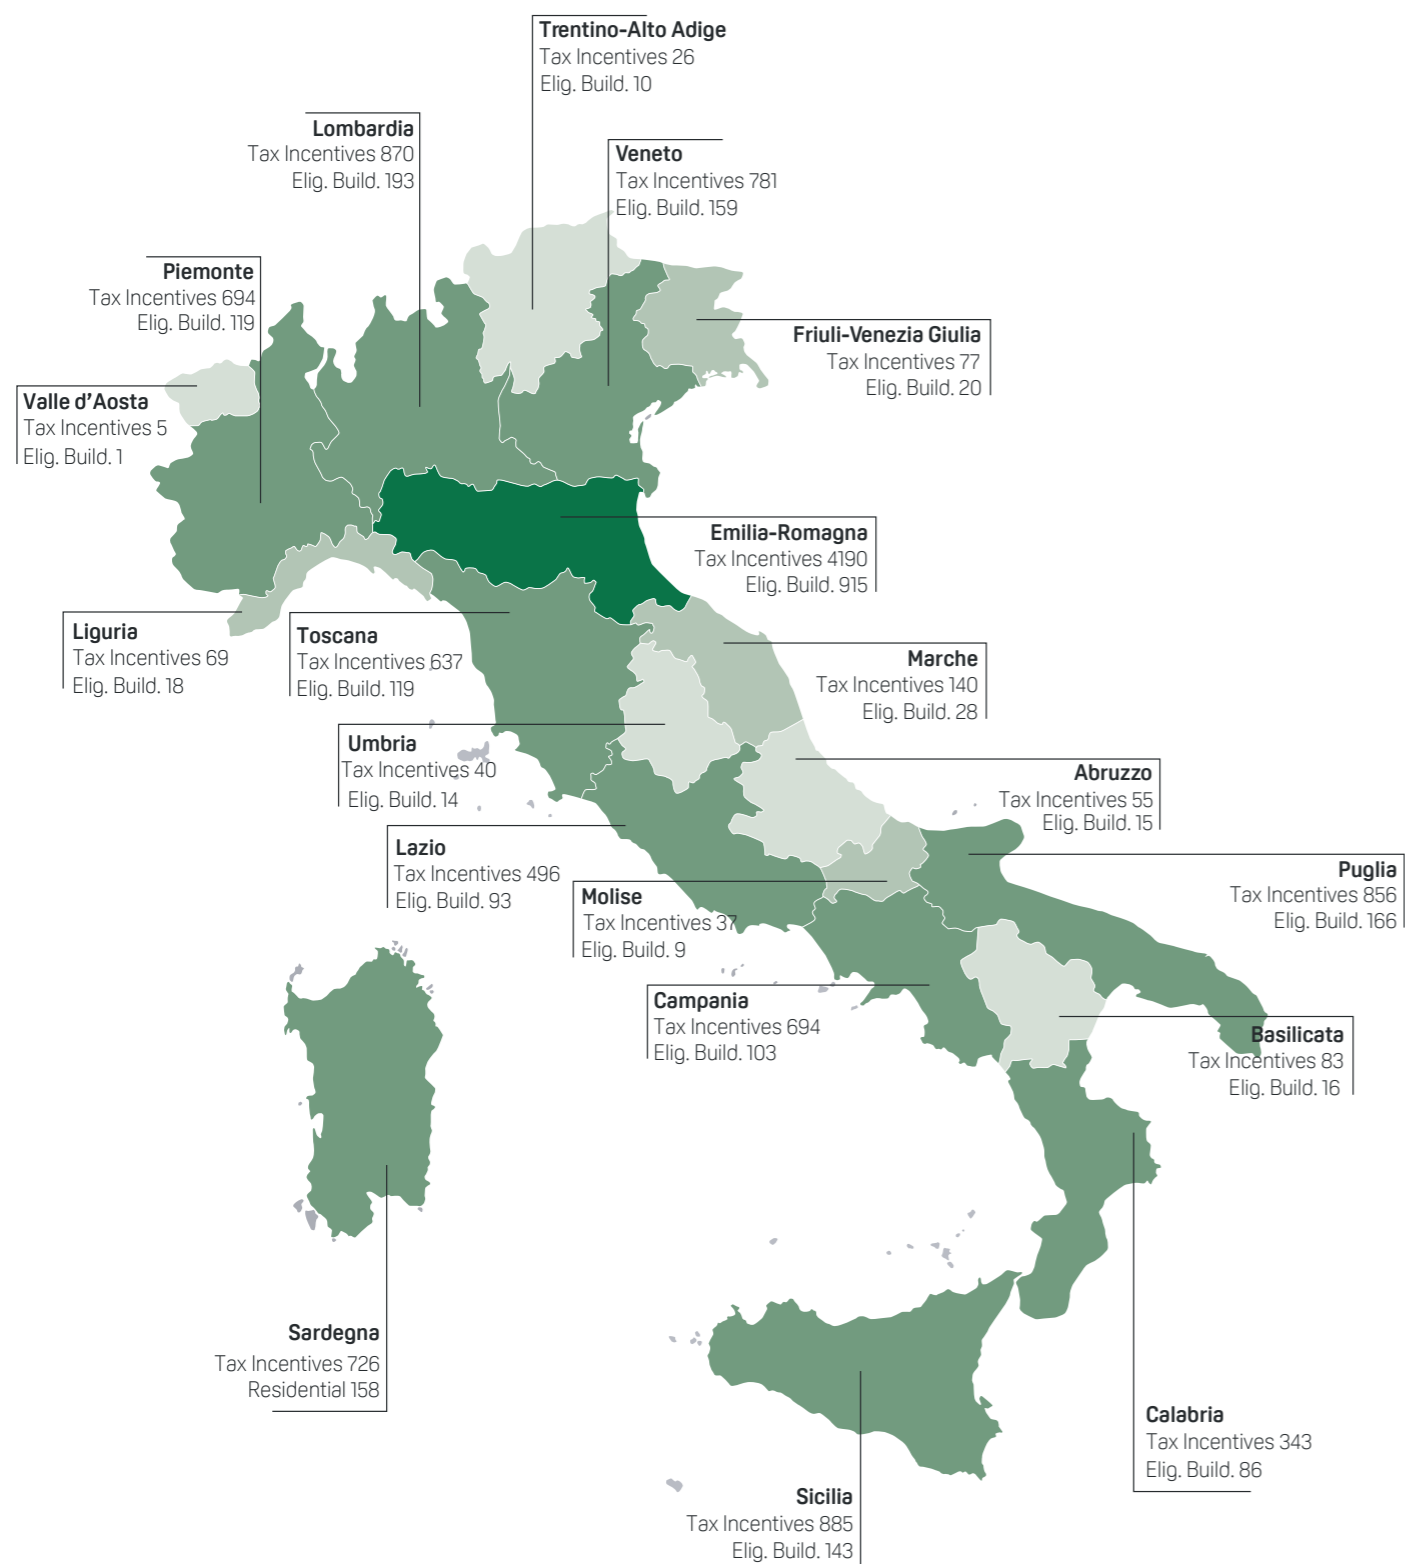 Trentino-Alto Adige
Tax Incentives 26
Elig. Build. 10
Lombardia
Tax Incentives 870
Elig. Build. 193
Veneto
Tax Incentives 781
Elig. Build. 159
Piemonte
Tax Incentives 694
Elig. Build. 119
Friuli-Venezia Giulia
Tax Incentives 77
Elig. Build. 20
Valle d'Aosta
Tax Incentives 5
Elig. Build. 1
Emilia-Romagna
Tax Incentives 4190
Elig. Build. 915
Liguria
Tax Incentives 69
Elig. Build. 18
Toscana
Tax Incentives 637
Elig. Build. 119
Marche
Tax Incentives 140
Elig. Build. 28
Umbria
Tax Incentives 40
Elig. Build. 14
Abruzzo
Tax Incentives 55
Elig. Build. 15
Lazio
Tax Incentives 496
Elig. Build. 93
Puglia
Tax Incentives 856
Elig. Build. 166
Molise
Tax Incentives 37
Elig. Build. 9
Campania
Tax Incentives 694
Elig. Build. 103
Basilicata
Tax Incentives 83
Elig. Build. 16
Sardegna
Tax Incentives 726
Residential 158
Calabria
Tax Incentives 343
Elig. Build. 86
Sicilia
Tax Incentives 885
Elig. Build. 143